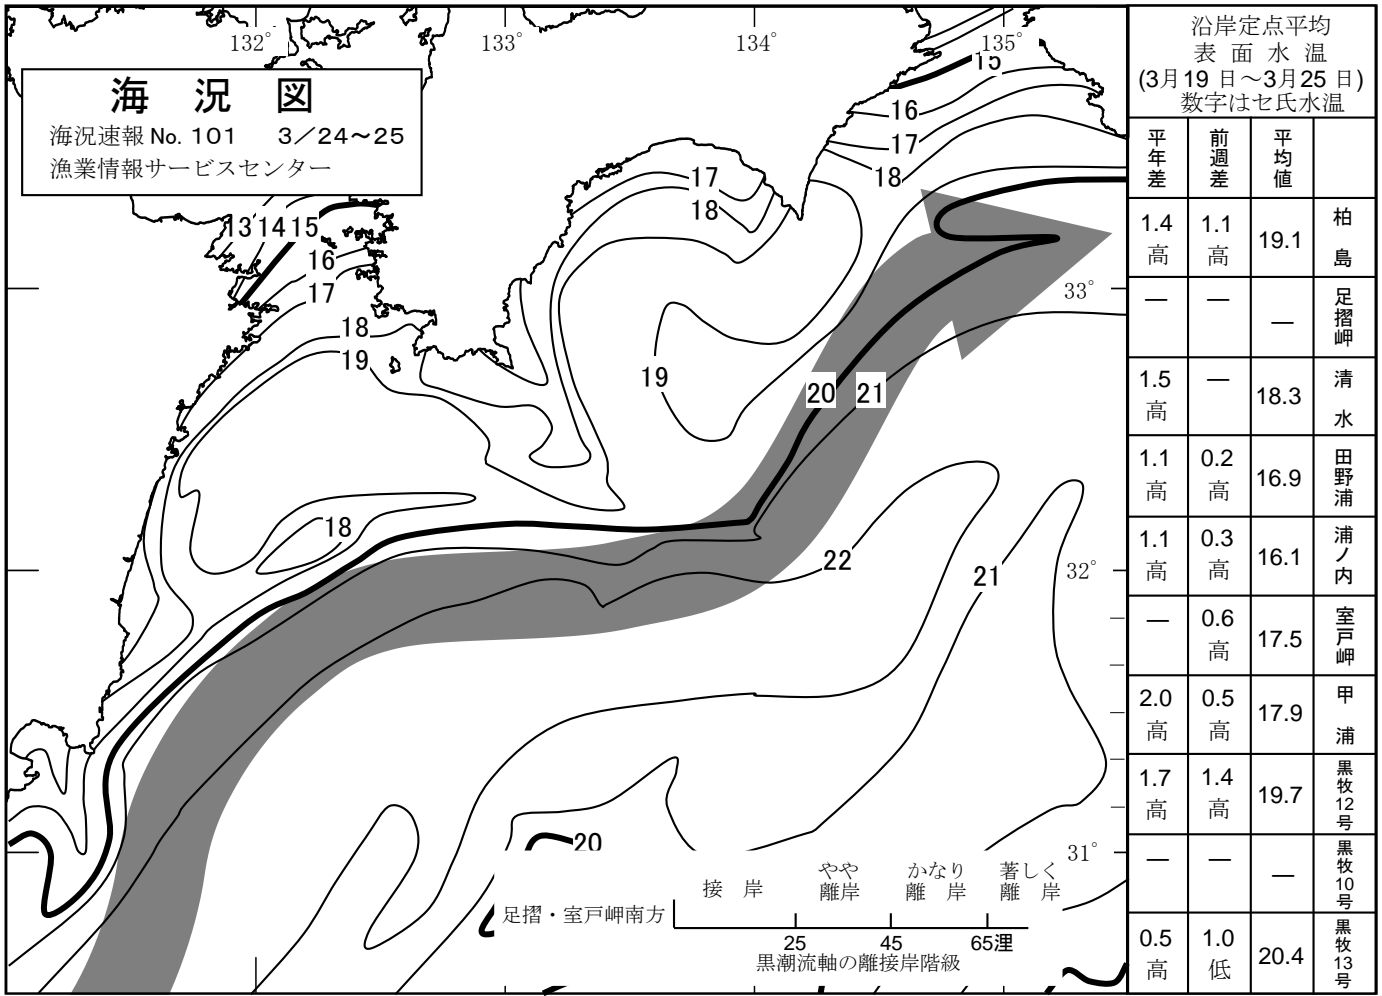 132°
133°
134°
135°
海況図
海況速報 No. 101 3／24～25
漁業情報サービスセンター
15
16
17
18
17
18
13 14 15
16
17
18
19
19
20 21
18
22
21
20
33°
32°
31°
接岸
やや
離岸
かなり
離岸
著しく
離岸
足摺・室戸岬南方
25 45 65浬
黒潮流軸の離接岸階級
沿岸定点平均
表面水温
(3月19日～3月25日)
数字はセ氏水温
平年差 前週差 平均値
1.4高 1.1高 19.1 柏島
― ― ― 足摺岬
1.5高 ― 18.3 清水
1.1高 0.2高 16.9 田野浦
1.1高 0.3高 16.1 浦ノ内
― 0.6高 17.5 室戸岬
2.0高 0.5高 17.9 甲浦
1.7高 1.4高 19.7 黒牧12号
― ― ― 黒牧10号
0.5高 1.0低 20.4 黒牧13号